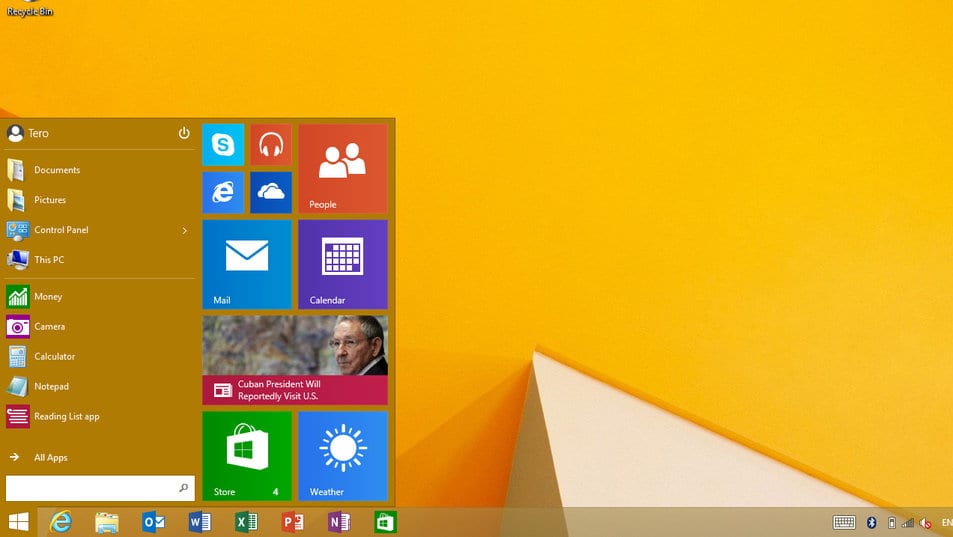 Recycle Bin
Tero
Documents
Pictures
Control Panel
This PC
Money
Camera
Calculator
Notepad
Reading List app
All Apps
People
Mail
Calendar
Cuban President Will
Reportedly Visit U.S.
Store 4
Weather
EN